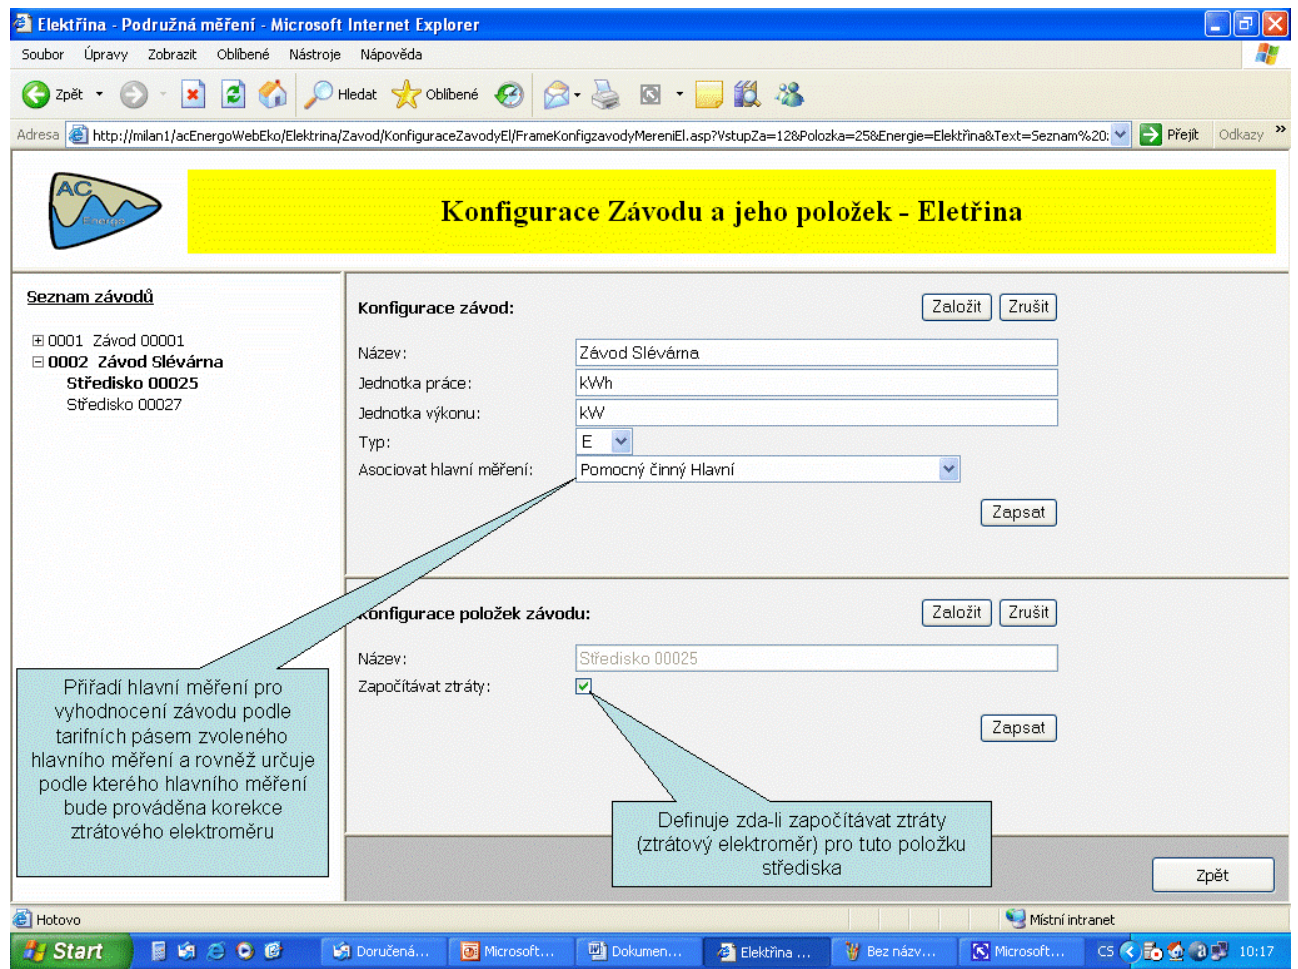 Elektřina - Podružná měření - Microsoft Internet Explorer
Soubor Úpravy Zobrazit Oblíbené Nástroje Nápověda
Zpět Hledat Oblíbené
Adresa http://milan1/acEnergoWebEko/Elektrina/Zavod/KonfiguraceZavodyEl/FrameKonfigzavodyMereniEl.asp?VstupZa=12&Polozka=25&Energie=Elektřina&Text=Seznam%20: Přejít Odkazy »
AC
Energo
Konfigurace Závodu a jeho položek - Eletřina
Seznam závodů
0001 Závod 00001
0002 Závod Slévárna
Středisko 00025
Středisko 00027
Konfigurace závod: Založit Zrušit
Název: Závod Slévárna
Jednotka práce: kWh
Jednotka výkonu: kW
Typ: E
Asociovat hlavní měření: Pomocný činný Hlavní
Zapsat
Konfigurace položek závodu: Založit Zrušit
Název: Středisko 00025
Započítávat ztráty:
Zapsat
Přiřadí hlavní měření pro
vyhodnocení závodu podle
tarifních pásem zvoleného
hlavního měření a rovněž určuje
podle kterého hlavního měření
bude prováděna korekce
ztrátového elektroměru
Definuje zda-li započítávat ztráty
(ztrátový elektroměr) pro tuto položku
střediska
Zpět
Hotovo Místní intranet
Start Doručená... Microsoft... Dokumen... Elektřina ... Bez názv... Microsoft... CS 10:17